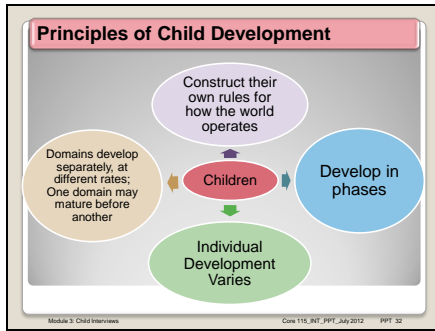 Principles of Child Development
Construct their
own rules for
how the world
operates
Domains develop
separately, at
different rates;
One domain may
mature before
another
Children
Develop in
phases
Individual
Development
Varies
Module 3: Child Interviews
Core 115_INT_PPT_July 2012 PPT 32